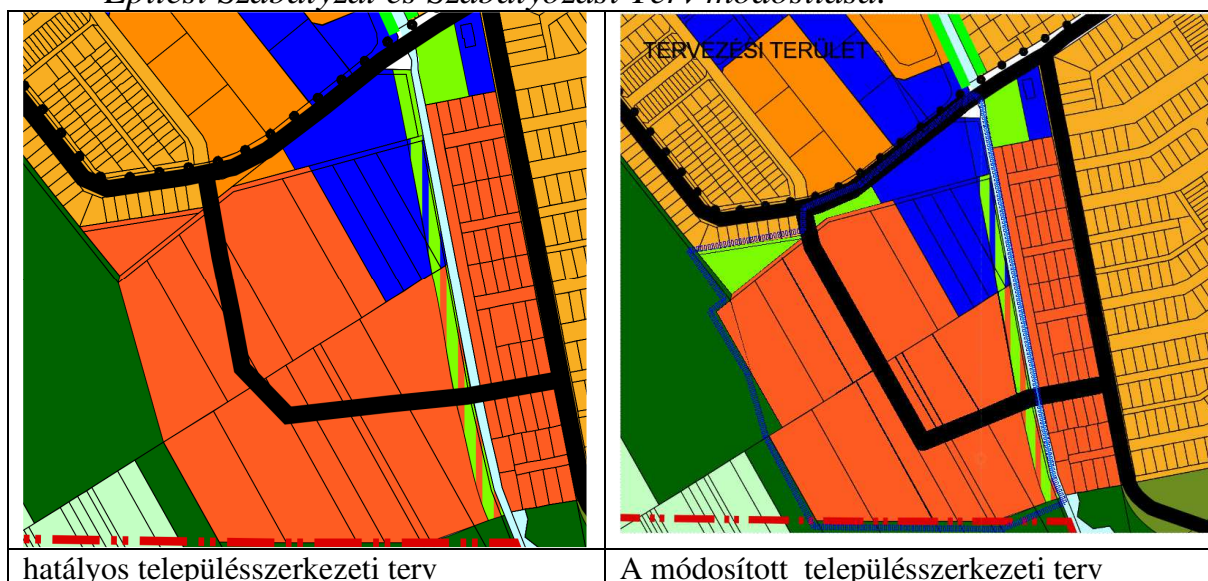 Építési Szabályzat és Szabályozási Terv módosítása.
TERVEZÉSI TERÜLET
hatályos településszerkezeti terv
A módosított településszerkezeti terv